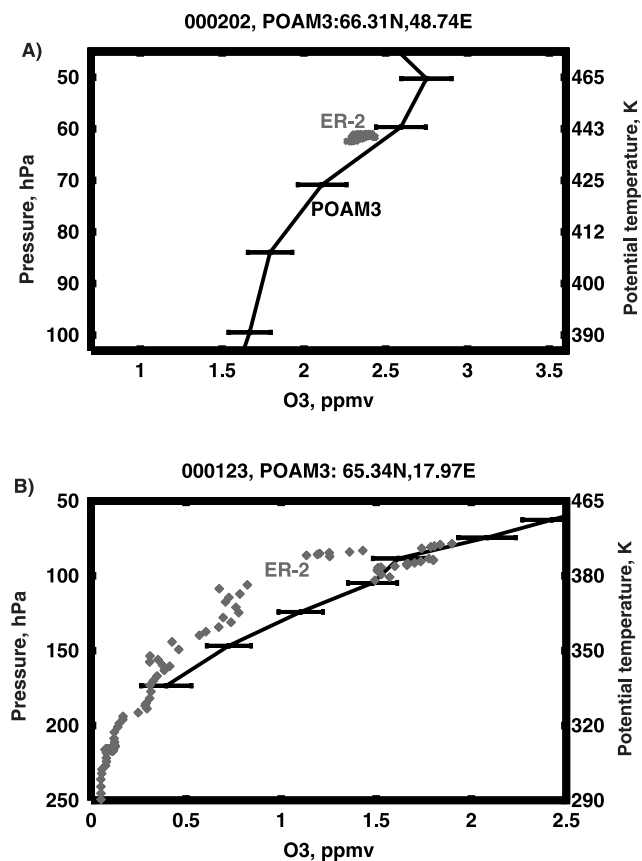 000202, POAM3:66.31N,48.74E
A)
50
60
70
80
90
100
Pressure, hPa
465
443
425
412
400
390
Potential temperature, K
ER-2
POAM3
1
1.5
2
2.5
3
3.5
O3, ppmv
000123, POAM3: 65.34N,17.97E
B)
50
100
150
200
250
Pressure, hPa
465
380
350
320
290
Potential temperature, K
ER-2
0
0.5
1
1.5
2
2.5
O3, ppmv